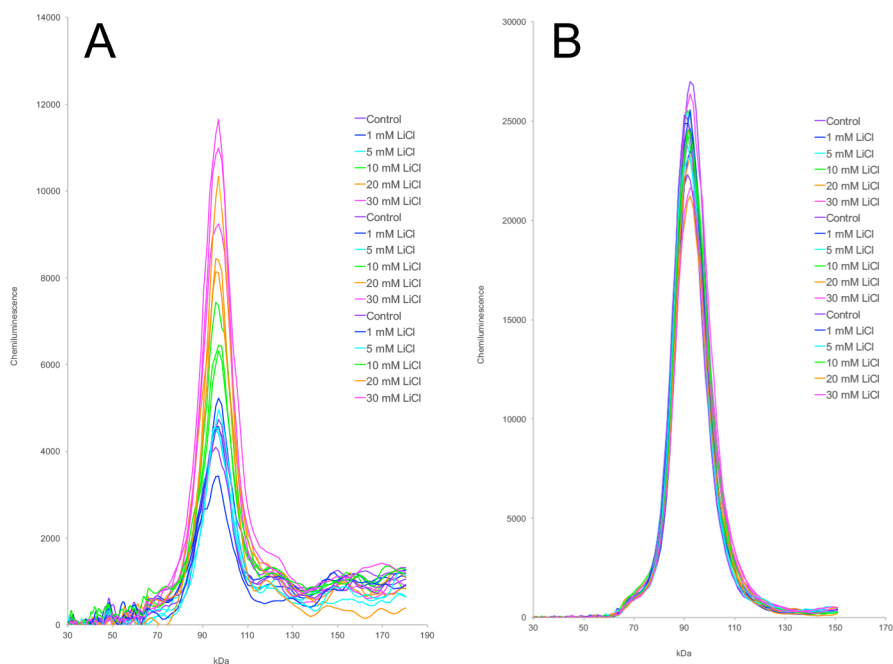 A
14000
12000
10000
8000
6000
4000
2000
0
Chemiluminescence
30 50 70 90 110 130 150 170 190
kDa
Control
1 mM LiCl
5 mM LiCl
10 mM LiCl
20 mM LiCl
30 mM LiCl
Control
1 mM LiCl
5 mM LiCl
10 mM LiCl
20 mM LiCl
30 mM LiCl
Control
1 mM LiCl
5 mM LiCl
10 mM LiCl
20 mM LiCl
30 mM LiCl
B
30000
25000
20000
15000
10000
5000
0
Chemiluminescence
30 50 70 90 110 130 150 170
kDa
Control
1 mM LiCl
5 mM LiCl
10 mM LiCl
20 mM LiCl
30 mM LiCl
Control
1 mM LiCl
5 mM LiCl
10 mM LiCl
20 mM LiCl
30 mM LiCl
Control
1 mM LiCl
5 mM LiCl
10 mM LiCl
20 mM LiCl
30 mM LiCl